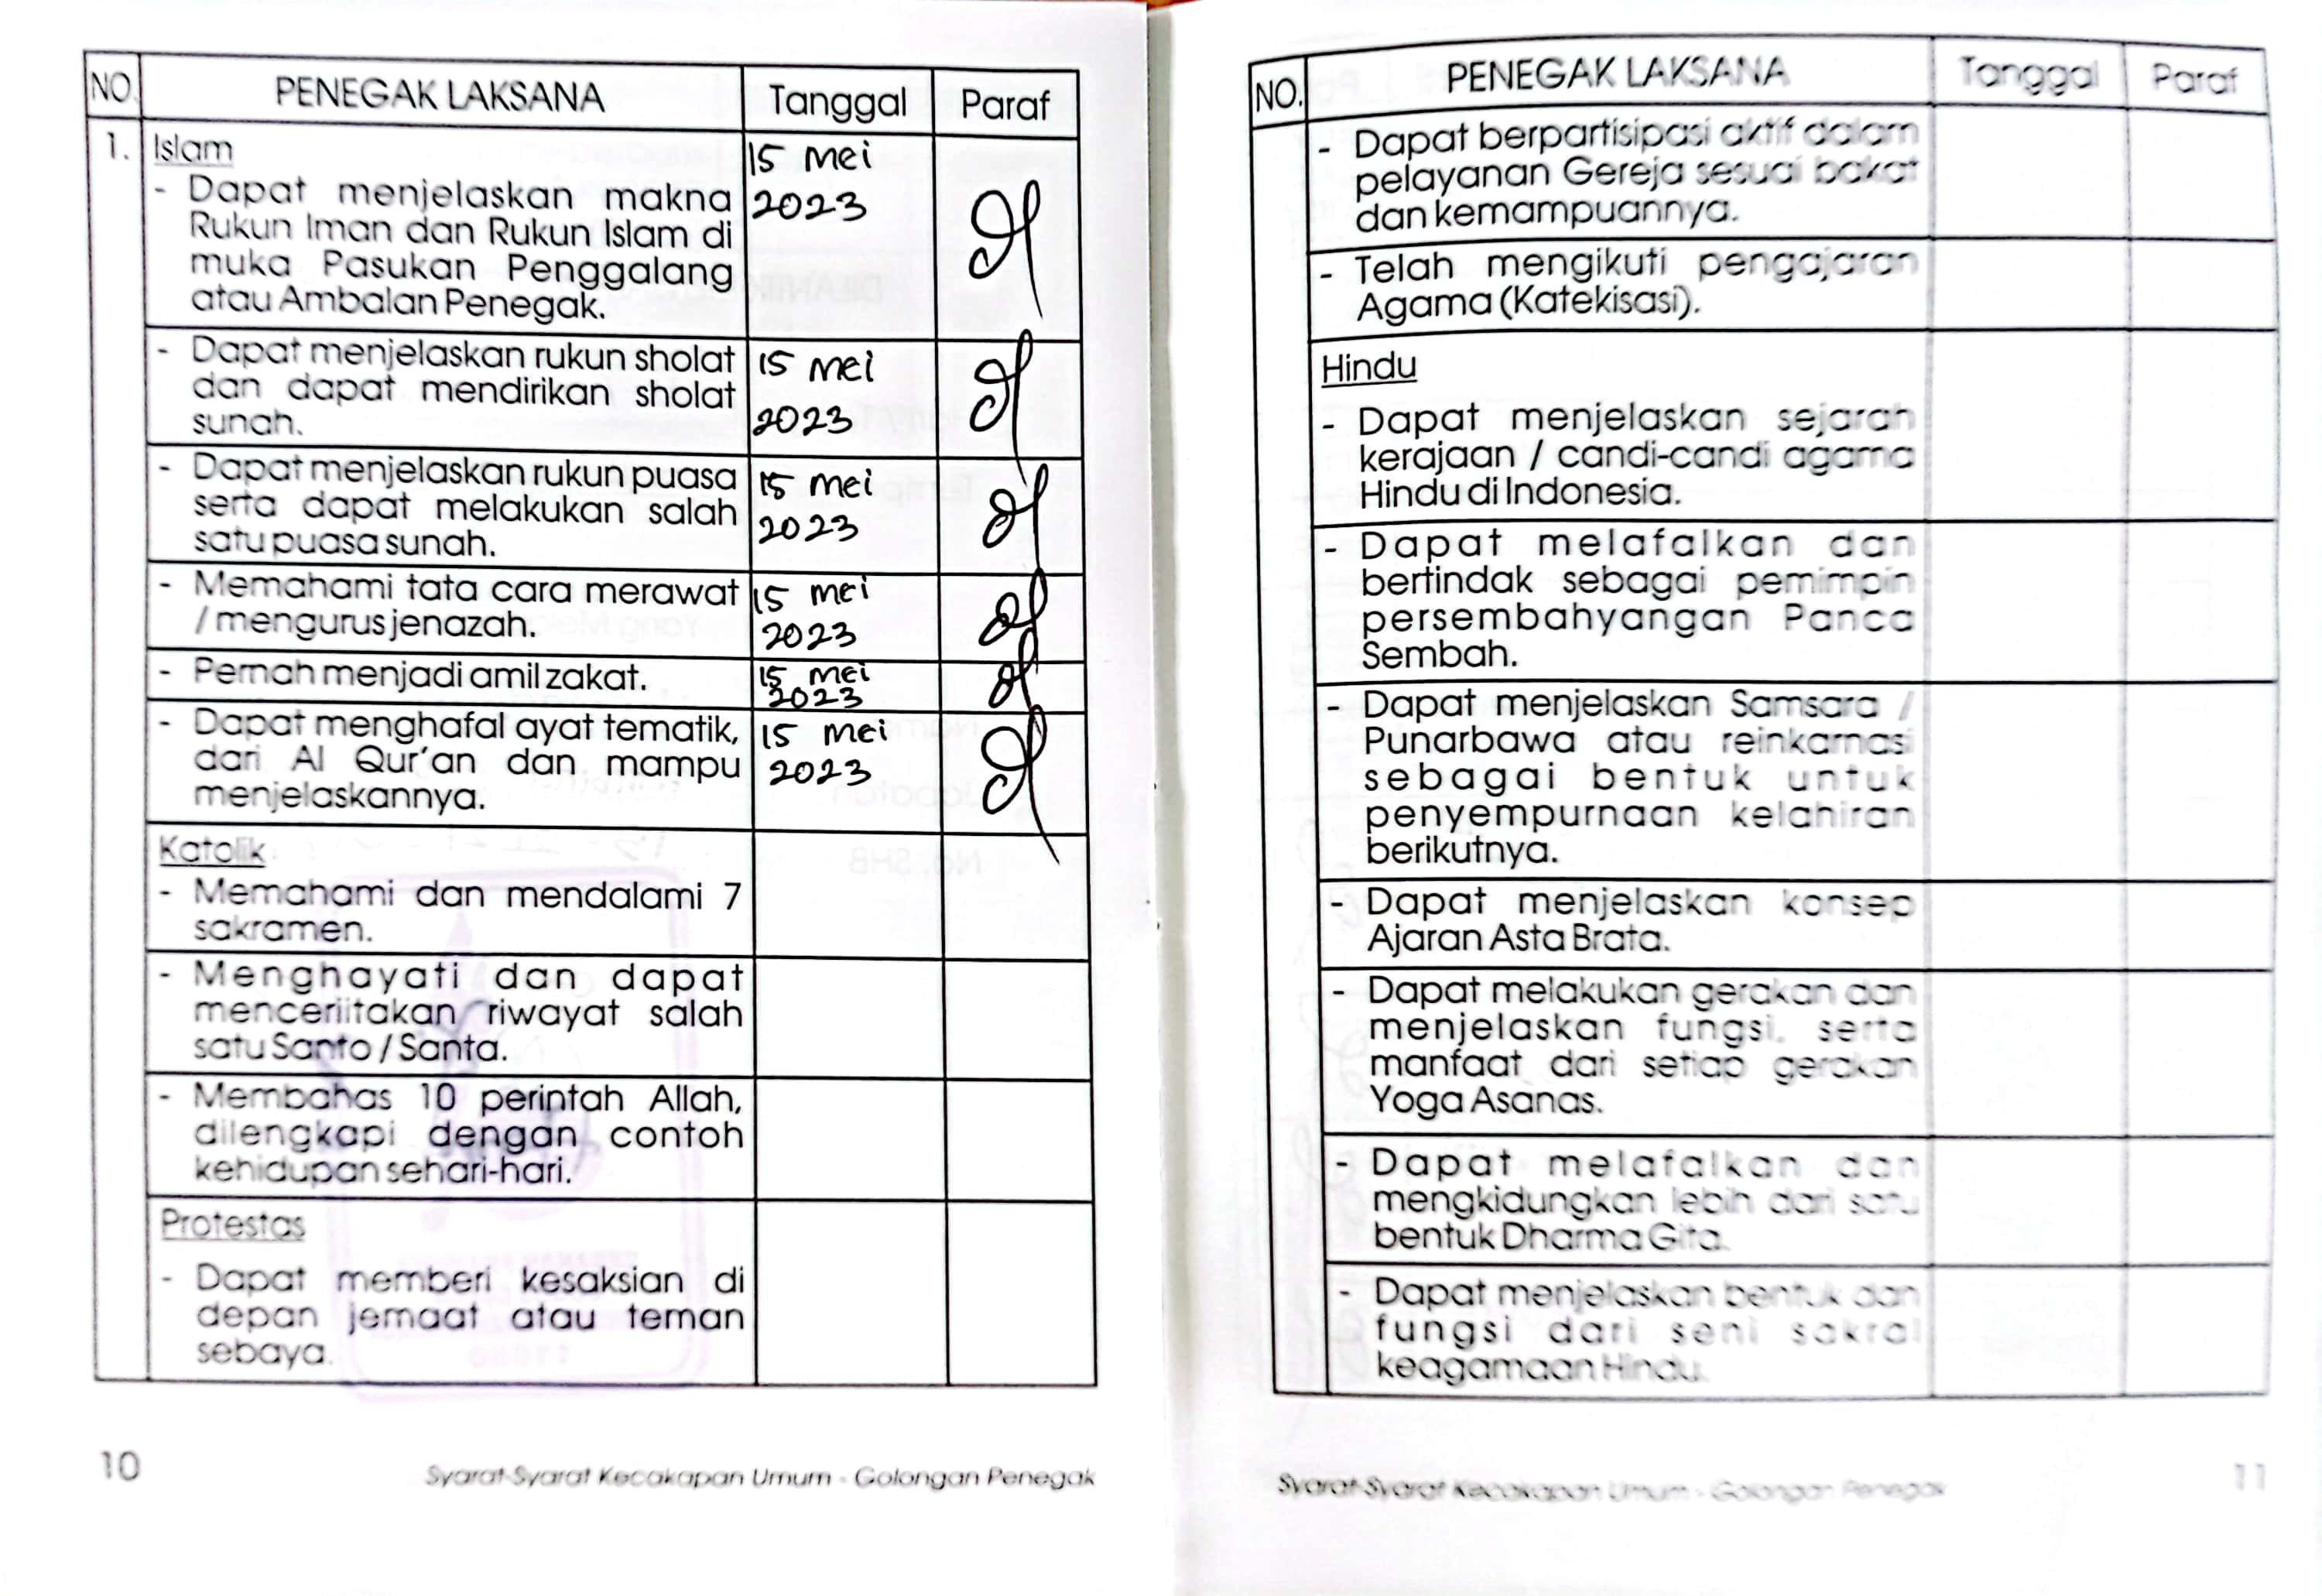 NO. PENEGAK LAKSANA Tanggal Paraf
1. Islam
15 Mei
- Dapat menjelaskan makna
2023
Rukun Iman dan Rukun Islam di
muka Pasukan Penggalang
atau Ambalan Penegak.
- Dapat menjelaskan rukun sholat
15 Mei
dan dapat mendirikan sholat
sunah.
2023
- Dapat menjelaskan rukun puasa
15 Mei
serta dapat melakukan salah
2023
satu puasa sunah.
- Memahami tata cara merawat
15 Mei
/ mengurus jenazah.
2023
- Pernah menjadi amil zakat.
15 Mei
2023
- Dapat menghafal ayat tematik,
15 Mei
dari Al Qur'an dan mampu
2023
menjelaskannya.
Katolik
- Memahami dan mendalami 7
sakramen.
- Menghayati dan dapat
menceriitakan riwayat salah
satu Santo / Santa.
- Membahas 10 perintah Allah,
dilengkapi dengan contoh
kehidupan sehari-hari.
Protestas
- Dapat memberi kesaksian di
depan jemaat atau teman
sebaya.
10
Syarat-Syarat Kecakapan Umum - Golongan Penegak
NO. PENEGAK LAKSANA Tanggal Paraf
- Dapat berpartisipasi aktif dalam
pelayanan Gereja sesuai bakat
dan kemampuannya.
- Telah mengikuti pengajaran
Agama (Katekisasi).
Hindu
- Dapat menjelaskan sejarah
kerajaan / candi-candi agama
Hindu di Indonesia.
- Dapat melafalkan dan
bertindak sebagai pemimpin
persembahyangan Panca
Sembah.
- Dapat menjelaskan Samsara /
Punarbawa atau reinkarnasi
sebagai bentuk untuk
penyempurnaan kelahiran
berikutnya.
- Dapat menjelaskan konsep
Ajaran Asta Brata.
- Dapat melakukan gerakan dan
menjelaskan fungsi, serta
manfaat dari setiap gerakan
Yoga Asanas.
- Dapat melafalkan dan
mengkidungkan lebih dari satu
bentuk Dharma Gita.
- Dapat menjelaskan bentuk dan
fungsi dari seni sakral
keagamaan Hindu.
Syarat-Syarat Kecakapan Umum - Golongan Penegak
11